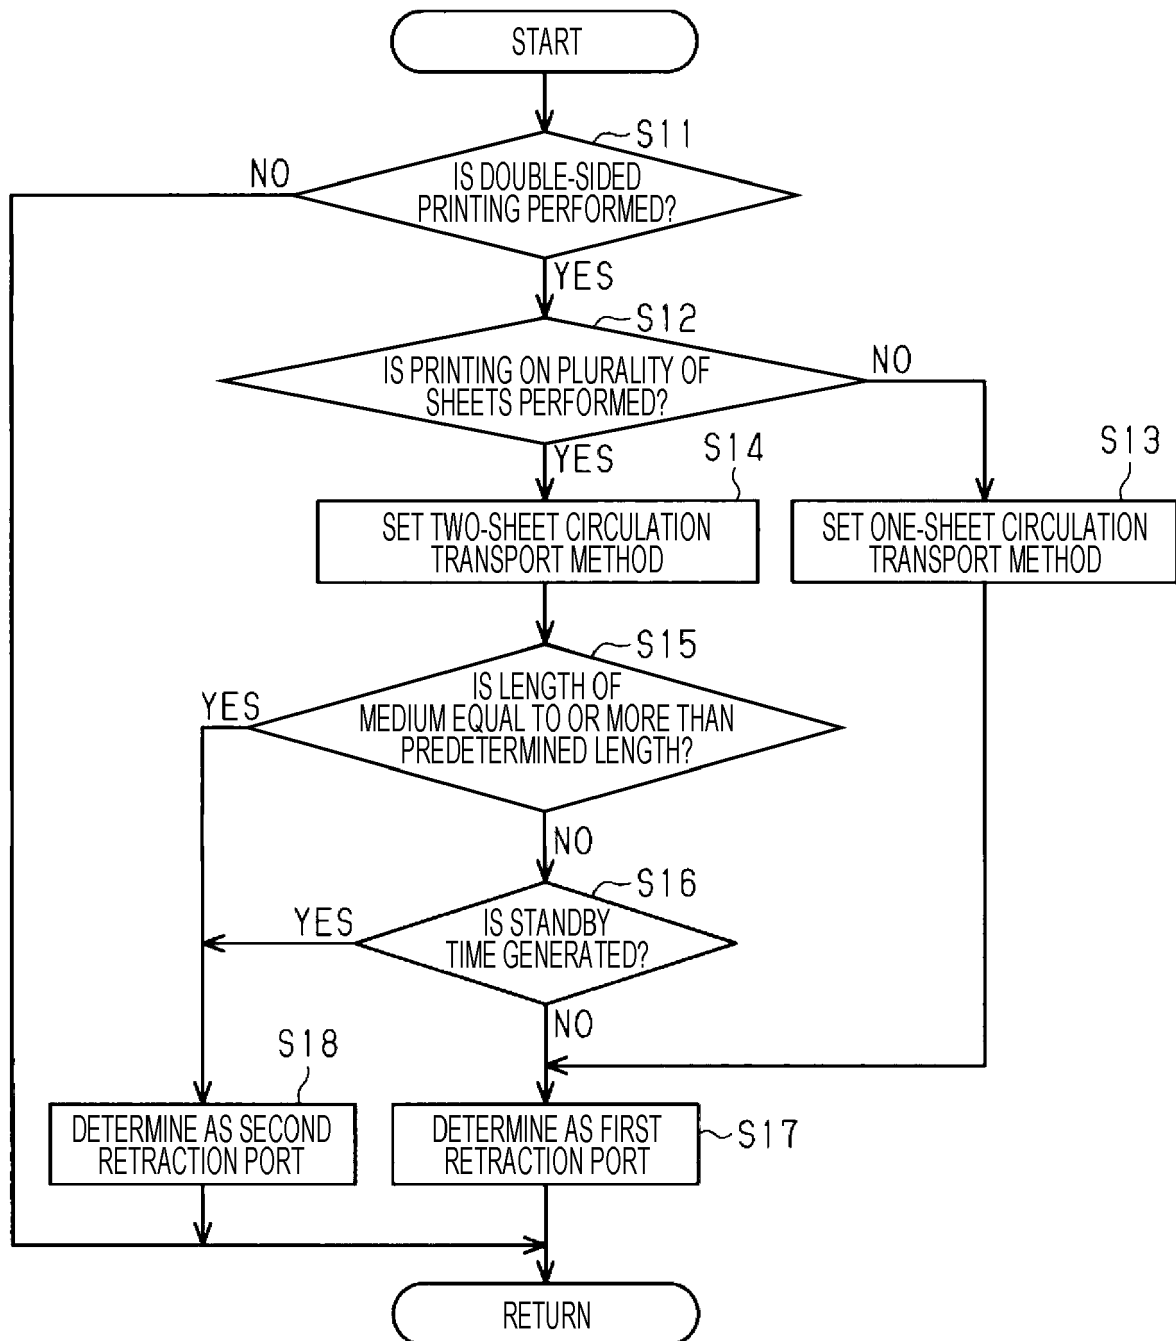 START
S11
NO
IS DOUBLE-SIDED
PRINTING PERFORMED?
YES
S12
NO
IS PRINTING ON PLURALITY OF
SHEETS PERFORMED?
YES
S14
S13
SET TWO-SHEET CIRCULATION
TRANSPORT METHOD
SET ONE-SHEET CIRCULATION
TRANSPORT METHOD
S15
YES
IS LENGTH OF
MEDIUM EQUAL TO OR MORE THAN
PREDETERMINED LENGTH?
NO
S16
YES
IS STANDBY
TIME GENERATED?
NO
S18
DETERMINE AS SECOND
RETRACTION PORT
DETERMINE AS FIRST
RETRACTION PORT
S17
RETURN